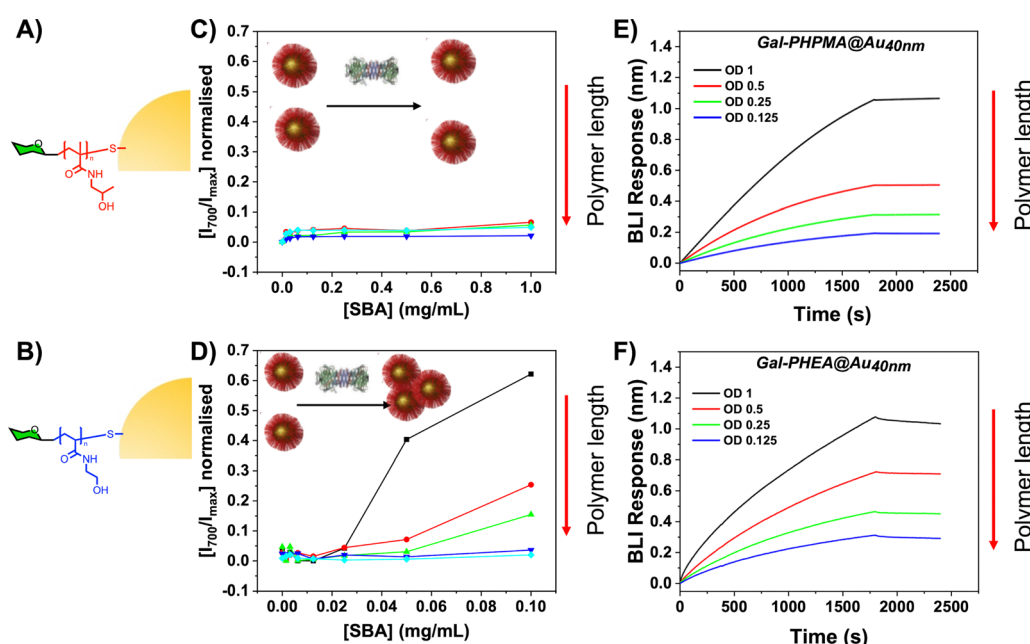 A)
O
n
S
O
NH
OH
C)
0.7
0.6
0.5
0.4
0.3
0.2
0.1
0.0
-0.1
[I700/Imax] normalised
0.0 0.2 0.4 0.6 0.8 1.0
[SBA] (mg/mL)
Polymer length
E)
Gal-PHPMA@Au40nm
OD 1
OD 0.5
OD 0.25
OD 0.125
1.4
1.2
1.0
0.8
0.6
0.4
0.2
0.0
BLI Response (nm)
0 500 1000 1500 2000 2500
Time (s)
Polymer length
B)
O
n
S
O
NH
OH
D)
0.7
0.6
0.5
0.4
0.3
0.2
0.1
0.0
-0.1
[I700/Imax] normalised
0.00 0.02 0.04 0.06 0.08 0.10
[SBA] (mg/mL)
Polymer length
F)
Gal-PHEA@Au40nm
OD 1
OD 0.5
OD 0.25
OD 0.125
1.4
1.2
1.0
0.8
0.6
0.4
0.2
0.0
BLI Response (nm)
0 500 1000 1500 2000 2500
Time (s)
Polymer length